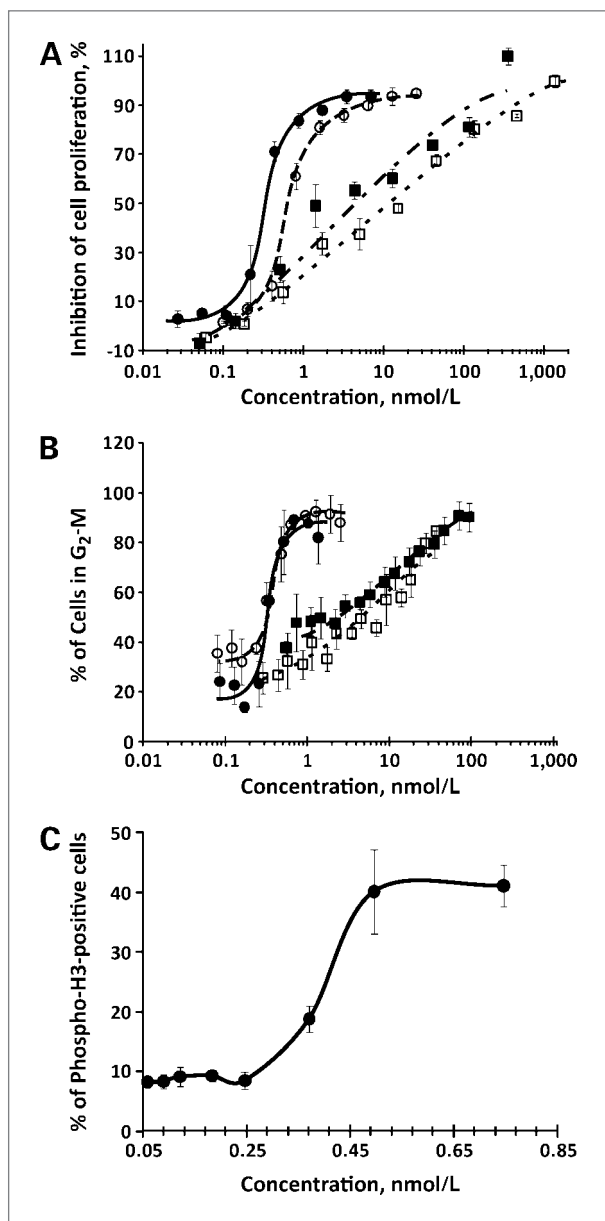 A
Inhibition of cell proliferation, %
110
90
70
50
30
10
-10
0.01 0.1 1 10 100 1,000
Concentration, nmol/L
B
% of Cells in G2-M
120
100
80
60
40
20
0
0.01 0.1 1 10 100 1,000
Concentration, nmol/L
C
% of Phospho-H3-positive cells
50
40
30
20
10
0
0.05 0.25 0.45 0.65 0.85
Concentration, nmol/L